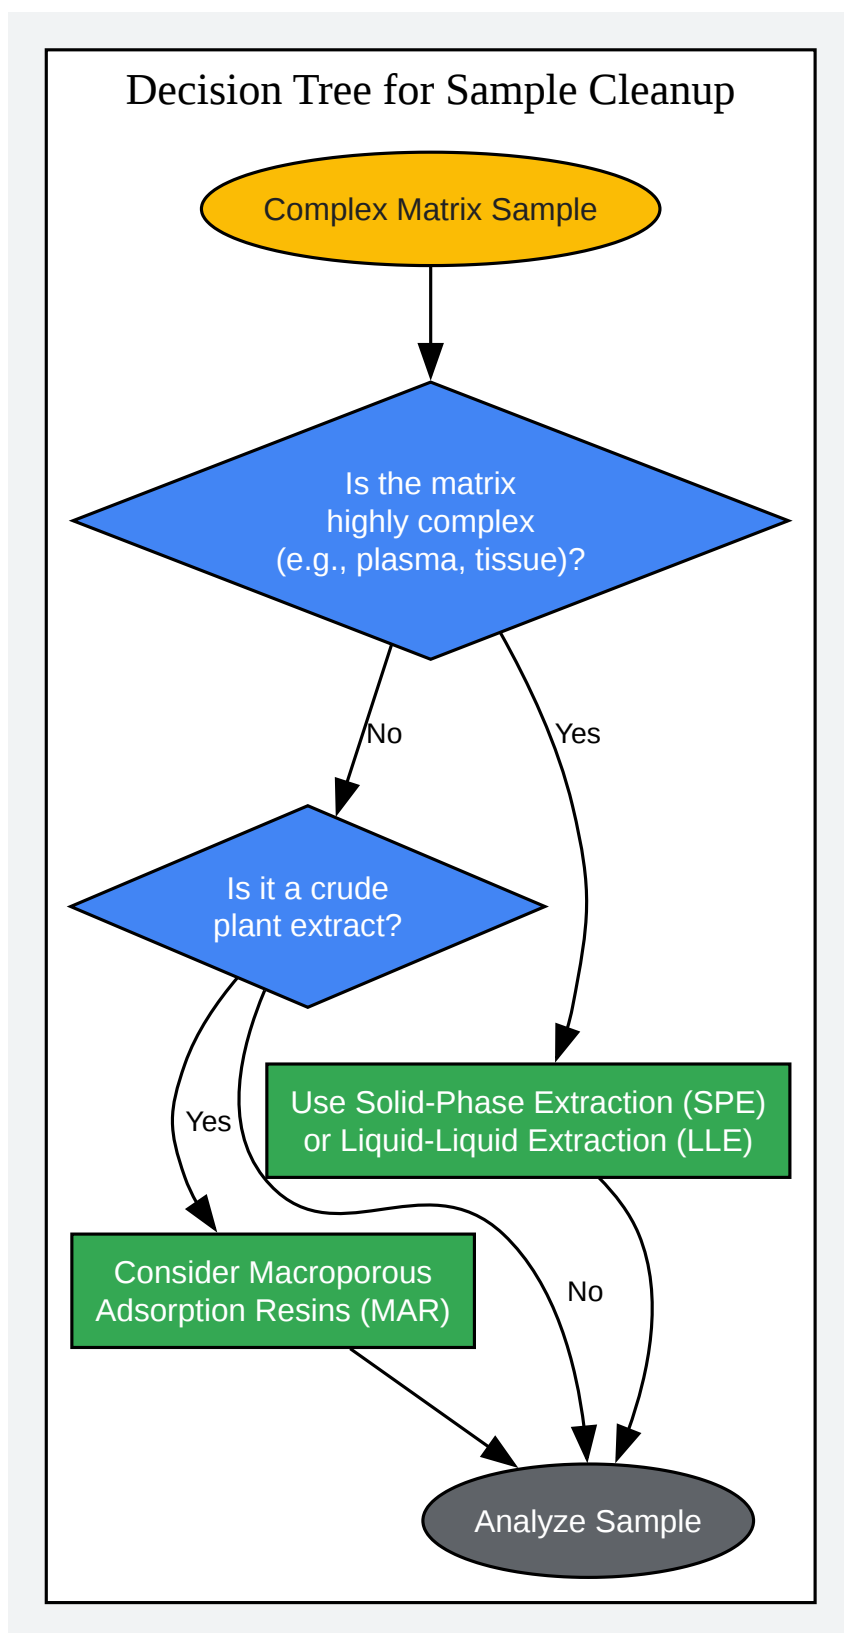 Decision Tree for Sample Cleanup
Complex Matrix Sample
Is the matrix
highly complex
(e.g., plasma, tissue)?
No
Yes
Is it a crude
plant extract?
Use Solid-Phase Extraction (SPE)
or Liquid-Liquid Extraction (LLE)
Yes
Consider Macroporous
Adsorption Resins (MAR)
No
Analyze Sample